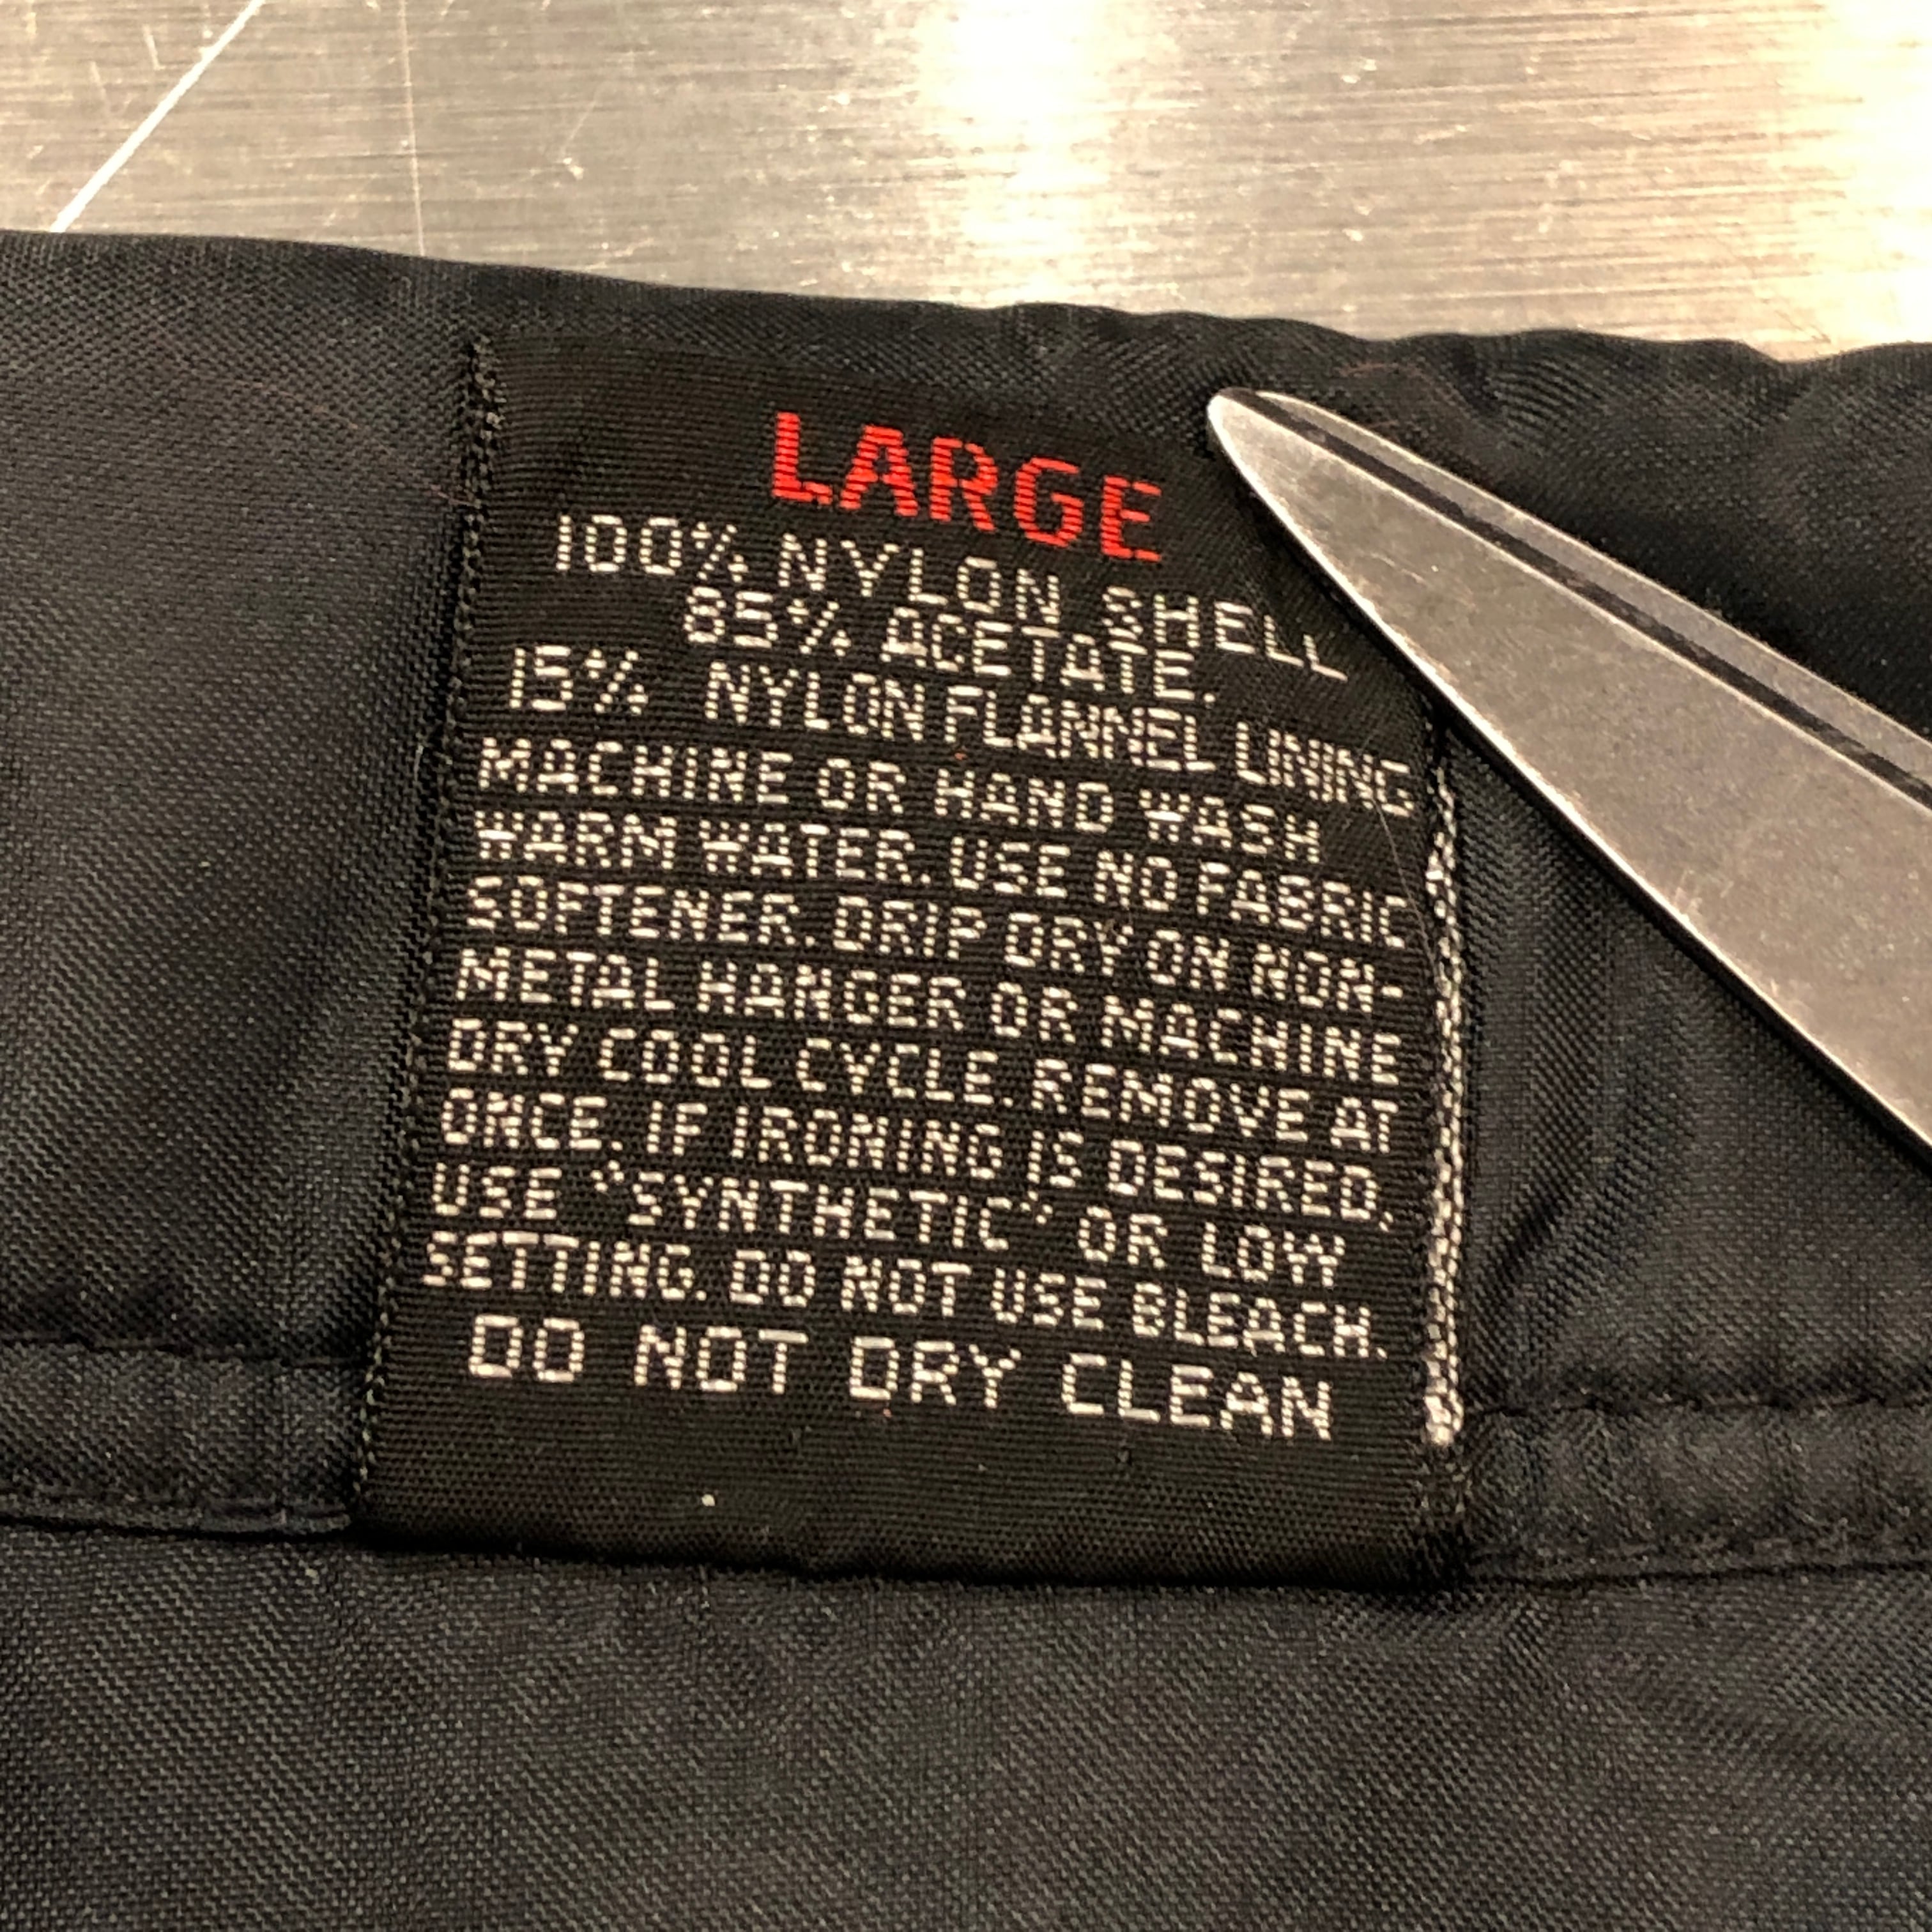 LARGE
100% NYLON SHELL
85% ACETATE.
15% NYLON FLANNEL LINING
MACHINE OR HAND WASH
WARM WATER. USE NO FABRIC
SOFTENER. DRIP DRY ON NON-
METAL HANGER OR MACHINE
DRY COOL CYCLE. REMOVE AT
ONCE. IF IRONING IS DESIRED,
USE "SYNTHETIC" OR LOW
SETTING. DO NOT USE BLEACH.
DO NOT DRY CLEAN